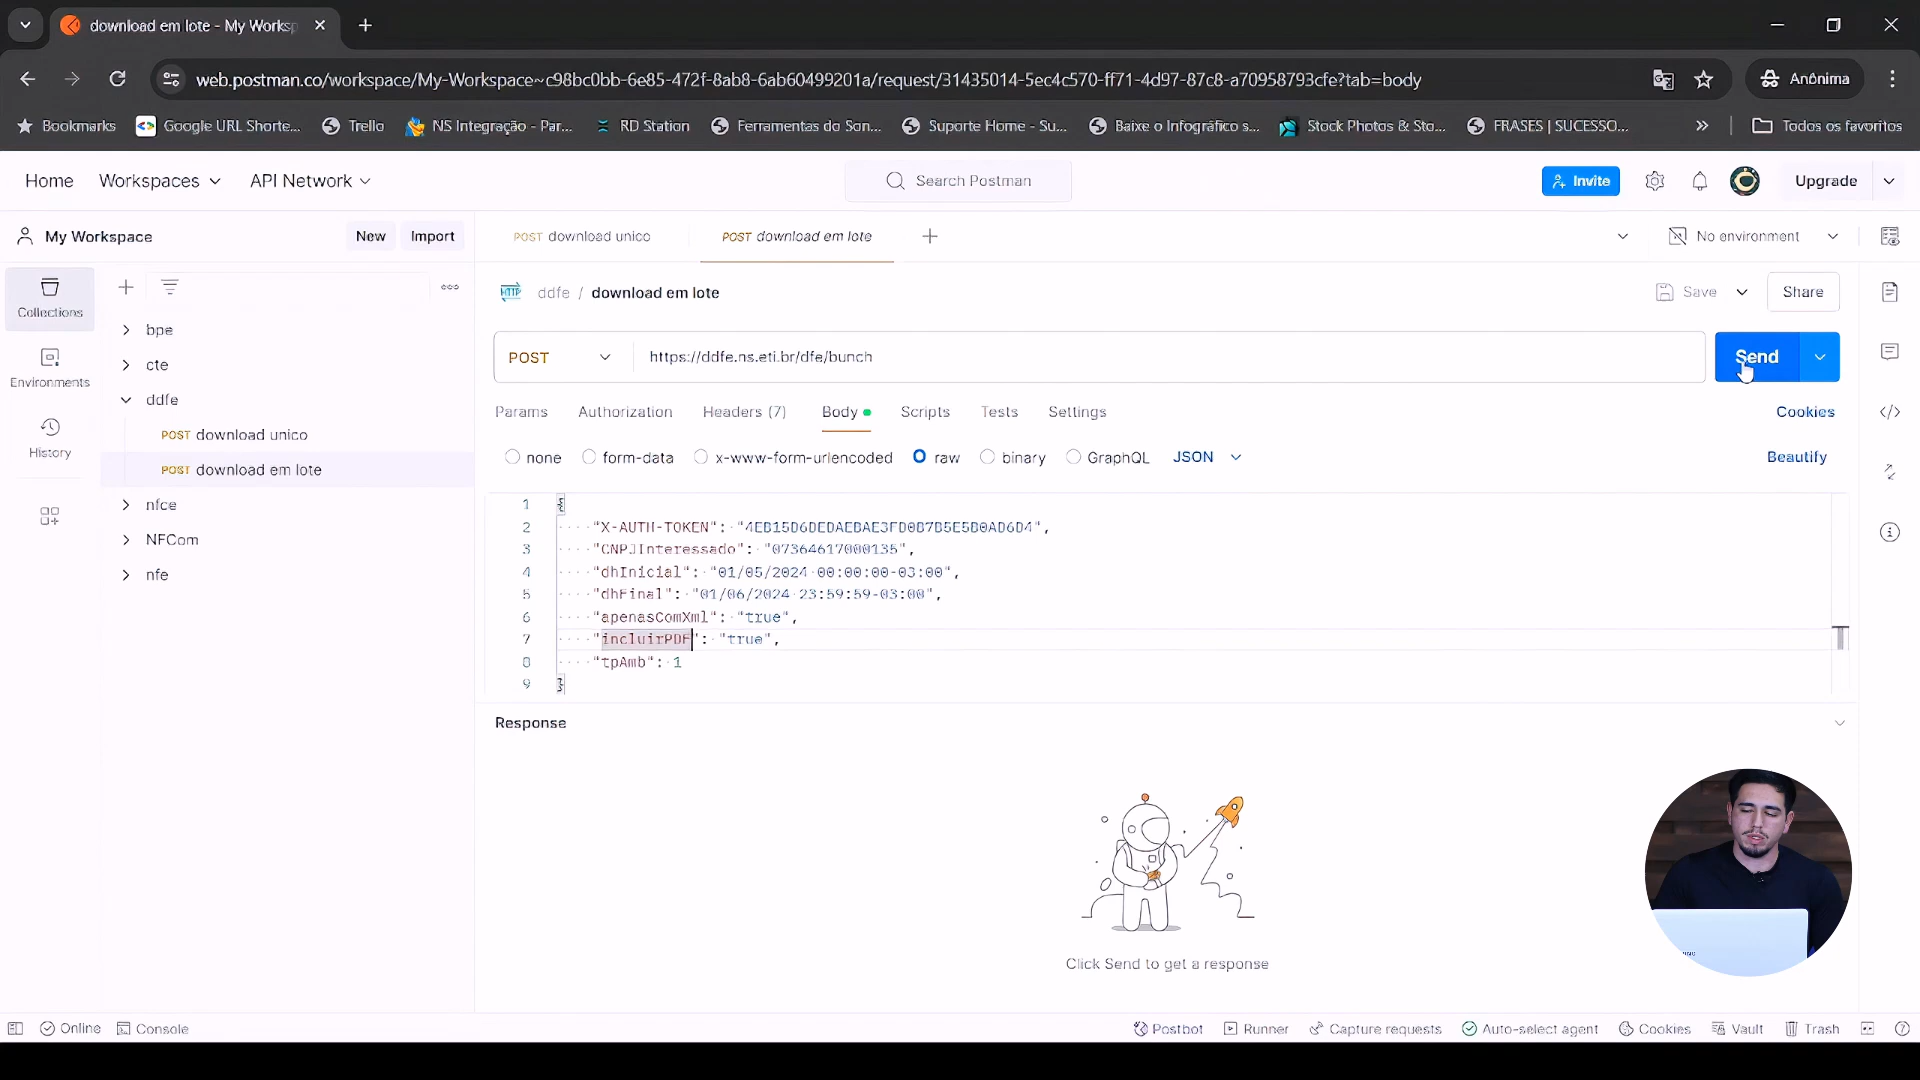 download em lote - My Works
web.postman.co/workspace/My-Workspace~c98bc0bb-6e85-472f-8ab8-6ab60499201a/request/31435014-5ec4c570-ff71-4d97-87c8-a70958793cfe?tab=body
Anônima
Bookmarks
Google URL Shorte...
Trello
NS Integração - Par...
RD Station
Ferramentas do Son...
Suporte Home - Su...
Baixe o Infográfico s...
Stock Photos & Sto...
FRASES | SUCESSO...
Todos os favoritos
Home
Workspaces
API Network
Search Postman
Invite
Upgrade
My Workspace
New
Import
POST download unico
POST download em lote
No environment
Collections
Environments
History
bpe
cte
ddfe
POST download unico
POST download em lote
nfce
NFCom
nfe
HTTP
ddfe / download em lote
Save
Share
POST
https://ddfe.ns.eti.br/dfe/bunch
Send
Params
Authorization
Headers (7)
Body
Scripts
Tests
Settings
Cookies
none
form-data
x-www-form-urlencoded
raw
binary
GraphQL
JSON
Beautify
1 {
2 "X-AUTH-TOKEN": "4EB15D6DEDAEBAE3FD0B7B5E5B0AD6D4",
3 "CNPJInteressado": "07364617000135",
4 "dhInicial": "01/05/2024 00:00:00-03:00",
5 "dhFinal": "01/06/2024 23:59:59-03:00",
6 "apenasComXml": "true",
7 "incluirPDF": "true",
8 "tpAmb": 1
9 }
Response
Click Send to get a response
Online
Console
Postbot
Runner
Capture requests
Auto-select agent
Cookies
Vault
Trash